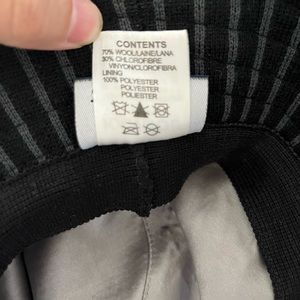 CONTENTS
70% WOOL/LAINE/LANA
30% CHLOROFIBRE
VINYON/CLOROFIBRA
LINING
100% POLYESTER
POLYESTER
POLIESTER